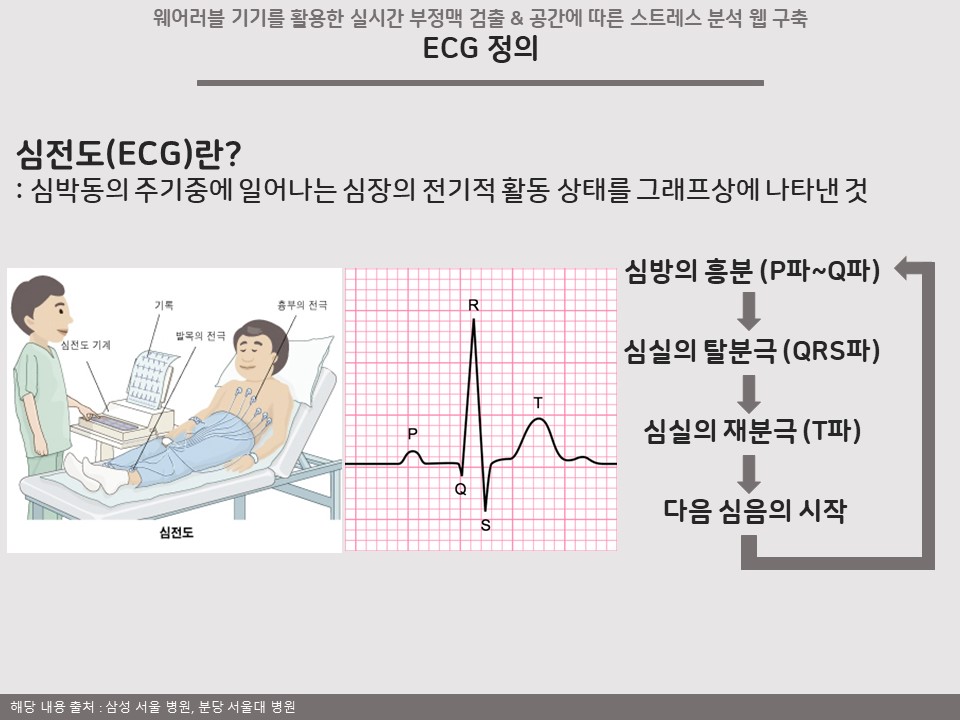 웨어러블 기기를 활용한 실시간 부정맥 검출 & 공간에 따른 스트레스 분석 웹 구축
ECG 정의
심전도(ECG)란?
: 심박동의 주기중에 일어나는 심장의 전기적 활동 상태를 그래프상에 나타낸 것
기록
흉부의 전극
발목의 전극
심전도 기계
심전도
R
P
T
Q
S
심방의 흥분 (P파~Q파)
심실의 탈분극 (QRS파)
심실의 재분극 (T파)
다음 심음의 시작
해당 내용 출처 : 삼성 서울 병원, 분당 서울대 병원